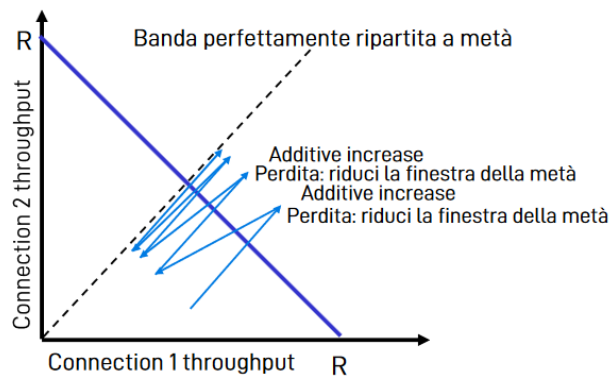 R
Banda perfettamente ripartita a metà
Connection 2 throughput
Additive increase
Perdita: riduci la finestra della metà
Additive increase
Perdita: riduci la finestra della metà
Connection 1 throughput
R